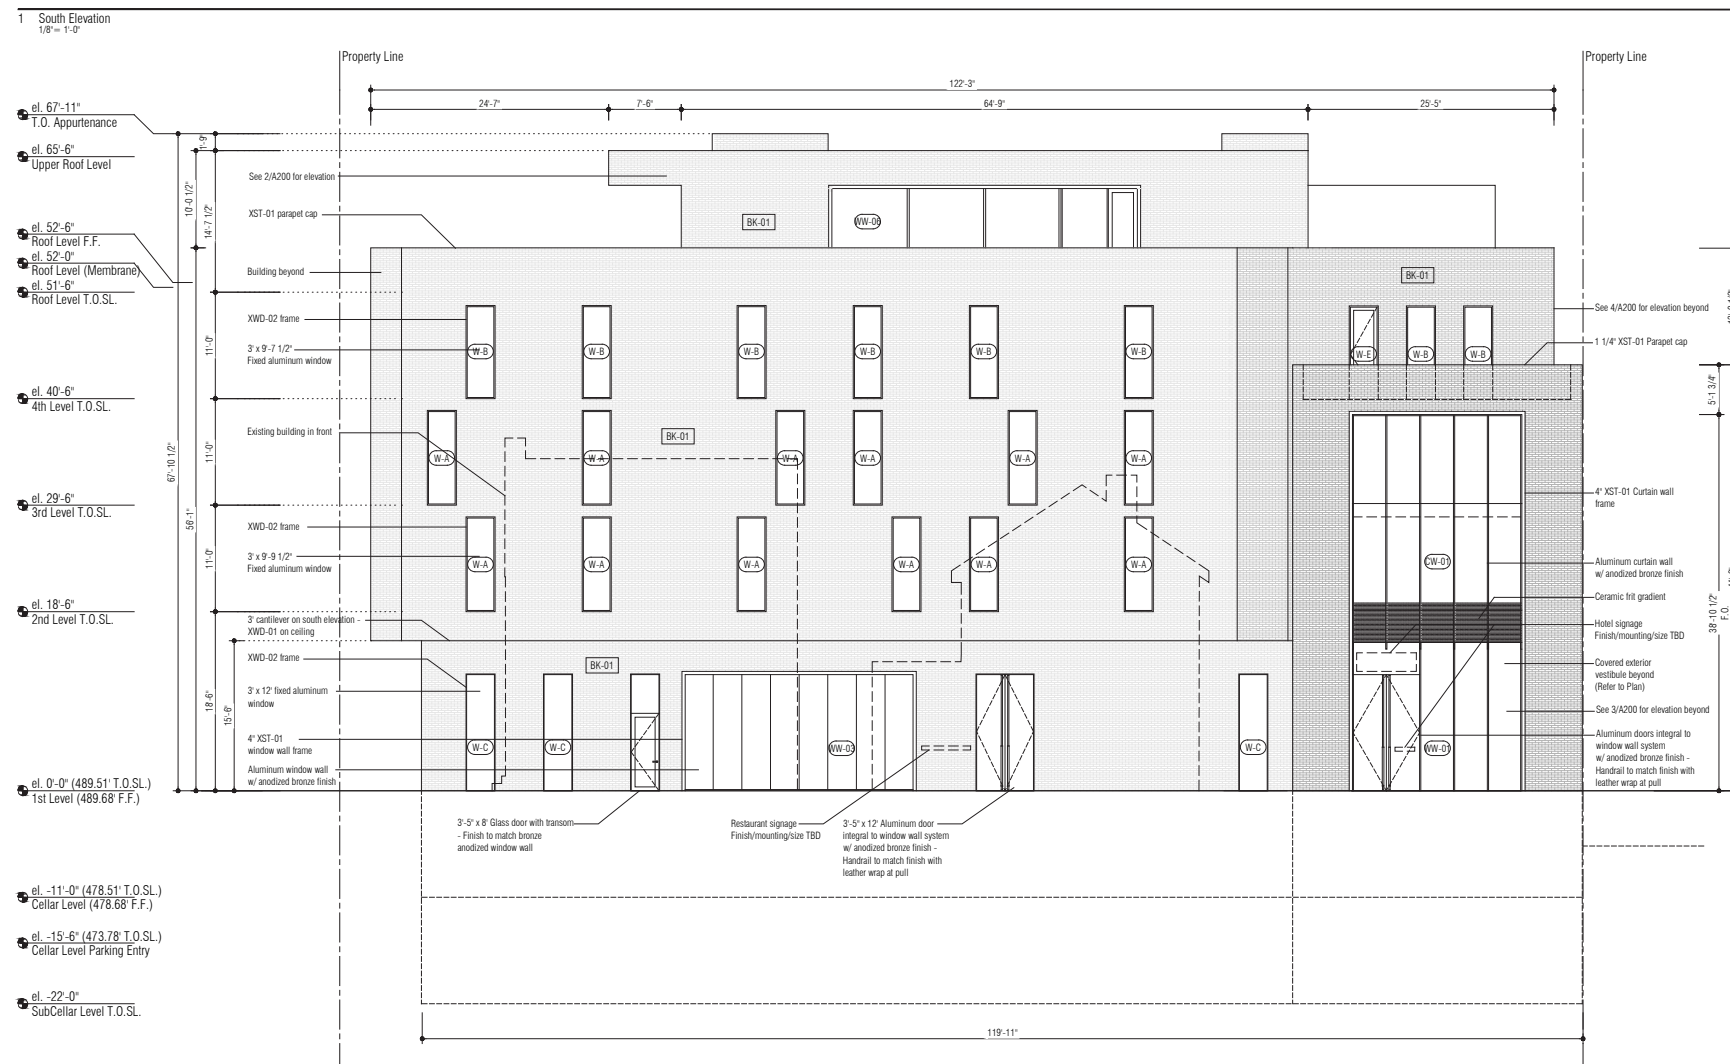 1 South Elevation
1/8"= 1'-0"
Property Line
Property Line
122'-3"
24'-7"
7'-6"
64'-9"
25'-5"
el. 67'-11"
T.O. Appurtenance
el. 65'-6"
Upper Roof Level
el. 52'-6"
Roof Level F.F.
el. 52'-0"
Roof Level (Membrane)
el. 51'-6"
Roof Level T.O.SL.
el. 40'-6"
4th Level T.O.SL.
el. 29'-6"
3rd Level T.O.SL.
el. 18'-6"
2nd Level T.O.SL.
el. 0'-0" (489.51' T.O.SL.)
1st Level (489.68' F.F.)
el. -11'-0" (478.51' T.O.SL.)
Cellar Level (478.68' F.F.)
el. -15'-6" (473.78' T.O.SL.)
Cellar Level Parking Entry
el. -22'-0"
SubCellar Level T.O.SL.
1'-9"
10'-0 1/2"
14'-7 1/2"
11'-0"
11'-0"
11'-0"
67'-10 1/2"
56'-1"
18'-6"
15'-6"
See 2/A200 for elevation
XST-01 parapet cap
Building beyond
XWD-02 frame
3' x 9'-7 1/2"
Fixed aluminum window
Existing building in front
XWD-02 frame
3' x 9'-9 1/2"
Fixed aluminum window
3' cantilever on south elevation -
XWD-01 on ceiling
XWD-02 frame
3' x 12' fixed aluminum
window
4" XST-01
window wall frame
Aluminum window wall
w/ anodized bronze finish
BK-01
WW-06
BK-01
W-B
W-B
W-B
W-B
W-B
W-B
W-E
W-B
W-B
BK-01
W-A
W-A
W-A
W-A
W-A
W-A
W-A
W-A
W-A
W-A
W-A
W-A
CW-01
BK-01
W-C
W-C
WW-03
W-C
WW-01
See 4/A200 for elevation beyond
1 1/4" XST-01 Parapet cap
5'-1 3/4"
4" XST-01 Curtain wall
frame
Aluminum curtain wall
w/ anodized bronze finish
Ceramic frit gradient
Hotel signage
Finish/mounting/size TBD
38'-10 1/2"
F.O.
Covered exterior
vestibule beyond
(Refer to Plan)
See 3/A200 for elevation beyond
Aluminum doors integral to
window wall system
w/ anodized bronze finish -
Handrail to match finish with
leather wrap at pull
3'-5" x 8' Glass door with transom
- Finish to match bronze
anodized window wall
Restaurant signage
Finish/mounting/size TBD
3'-5" x 12' Aluminum door
integral to window wall system
w/ anodized bronze finish -
Handrail to match finish with
leather wrap at pull
119'-11"